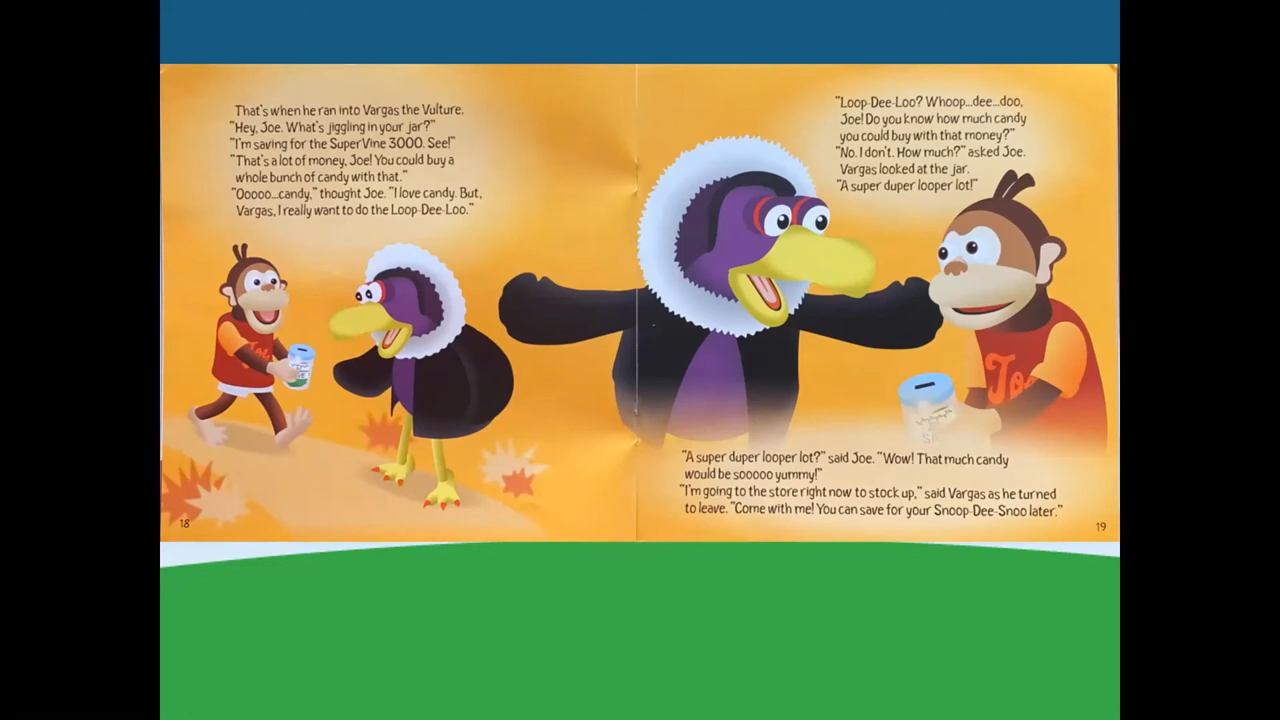 That's when he ran into Vargas the Vulture.
"Hey, Joe. What's jiggling in your jar?"
"I'm saving for the SuperVine 3000. See!"
"That's a lot of money, Joe! You could buy a
whole bunch of candy with that."
"Ooooo...candy," thought Joe. "I love candy. But,
Vargas, I really want to do the Loop-Dee-Loo."
Joe
18
"Loop-Dee-Loo? Whoop...dee...doo,
Joe! Do you know how much candy
you could buy with that money?"
"No. I don't. How much?" asked Joe.
Vargas looked at the jar.
"A super duper looper lot!"
Joe
"A super duper looper lot?" said Joe. "Wow! That much candy
would be sooooo yummy!"
"I'm going to the store right now to stock up," said Vargas as he turned
to leave. "Come with me! You can save for your Snoop-Dee-Snoo later."
19